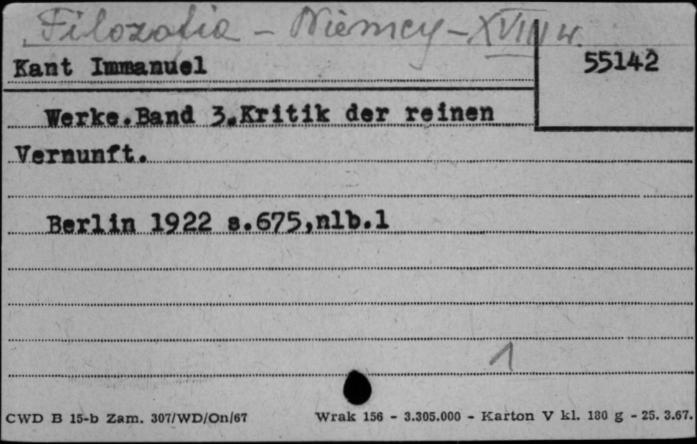 Filozofia - Niemcy - XVIII w.
Kant Immanuel
55142
Werke.Band 3.Kritik der reinen
Vernunft.
Berlin 1922 s.675,nlb.1
1
CWD B 15-b Zam. 307/WD/On/67 Wrak 156 - 3.305.000 - Karton V kl. 180 g - 25. 3.67.